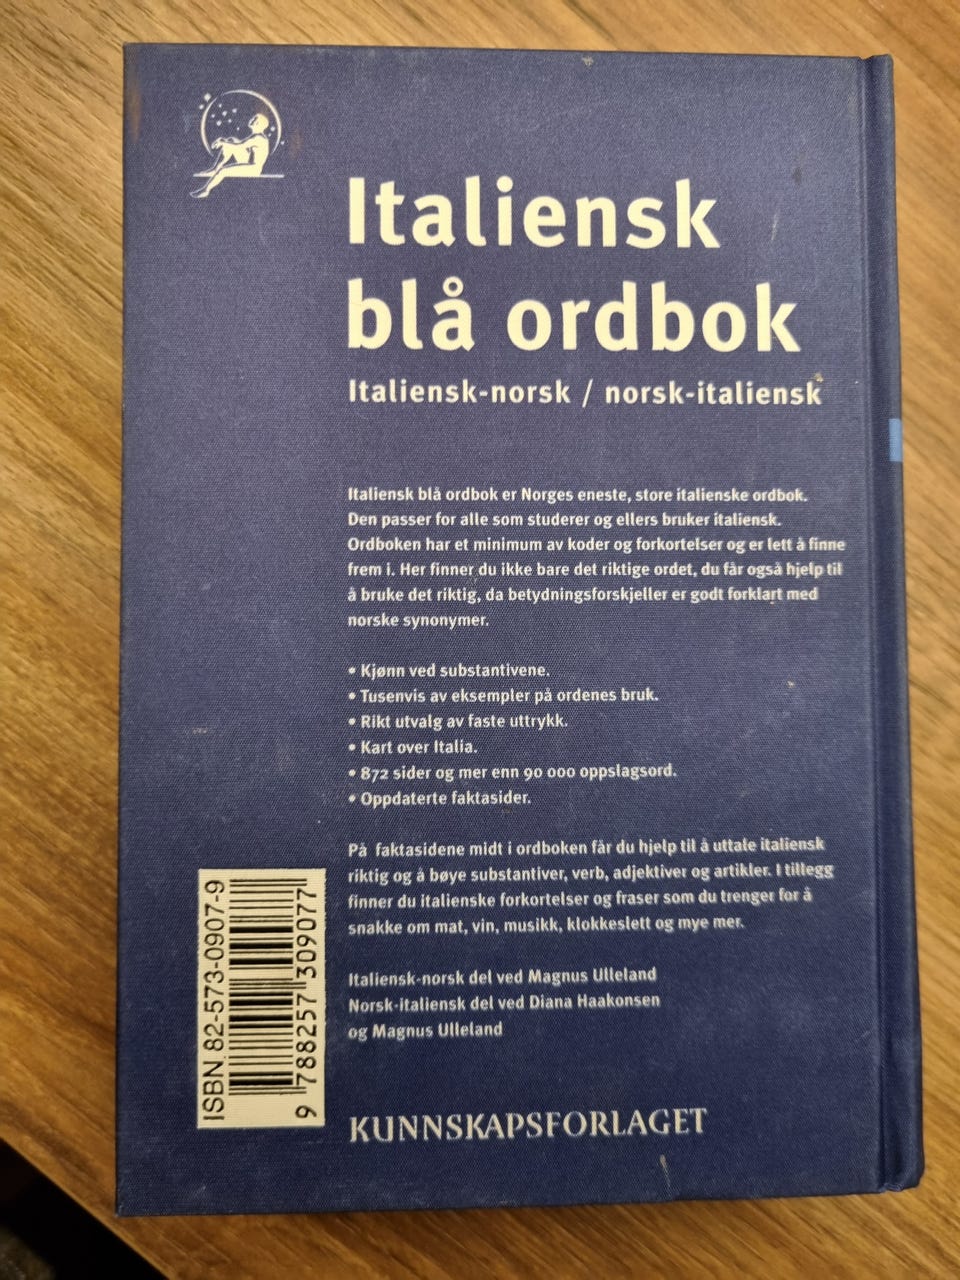 Italiensk
blå ordbok
Italiensk-norsk / norsk-italiensk
Italiensk blå ordbok er Norges eneste, store italienske ordbok.
Den passer for alle som studerer og ellers bruker italiensk.
Ordboken har et minimum av koder og forkortelser og er lett å finne
frem i. Her finner du ikke bare det riktige ordet, du får også hjelp til
å bruke det riktig, da betydningsforskjeller er godt forklart med
norske synonymer.
• Kjønn ved substantivene.
• Tusenvis av eksempler på ordenes bruk.
• Rikt utvalg av faste uttrykk.
• Kart over Italia.
• 872 sider og mer enn 90 000 oppslagsord.
• Oppdaterte faktasider.
På faktasidene midt i ordboken får du hjelp til å uttale italiensk
riktig og å bøye substantiver, verb, adjektiver og artikler. I tillegg
finner du italienske forkortelser og fraser som du trenger for å
snakke om mat, vin, musikk, klokkeslett og mye mer.
Italiensk-norsk del ved Magnus Ulleland
Norsk-italiensk del ved Diana Haakonsen
og Magnus Ulleland
KUNNSKAPSFORLAGET
ISBN 82-573-0907-9
9 788257 309077